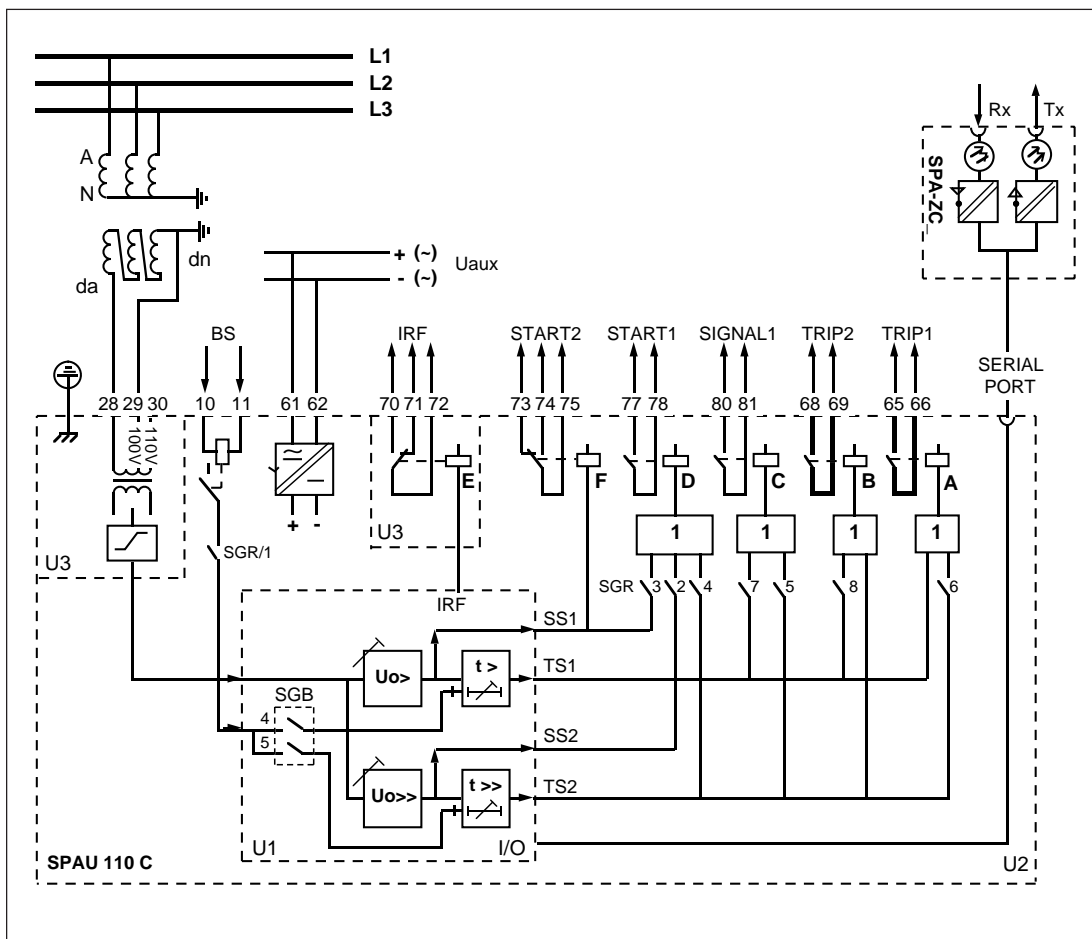 L1
L2
L3
Rx Tx
A
N
SPA-ZC_
dn
da
+ (~)
- (~)
Uaux
BS IRF START2 START1 SIGNAL1 TRIP2 TRIP1
SERIAL
PORT
28 29 30 10 11 61 62 70 71 72 73 74 75 77 78 80 81 68 69 65 66
100V
110V
+ -
E F D C B A
U3
U3
1 1 1 1
SGR/1
SGR 3 2 4 7 5 8 6
IRF
SS1
Uo>
t >
TS1
SGB
4
5
SS2
Uo>>
t >>
TS2
U1 I/O
SPAU 110 C
U2